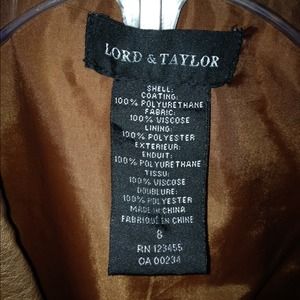 LORD & TAYLOR
SHELL:
COATING:
100% POLYURETHANE
FABRIC:
100% VISCOSE
LINING:
100% POLYESTER
EXTERIEUR:
ENDUIT:
100% POLYURETHANE
TISSU:
100% VISCOSE
DOUBLURE:
100% POLYESTER
MADE IN CHINA
FABRIQUE EN CHINE
8
RN 123455
CA 00234